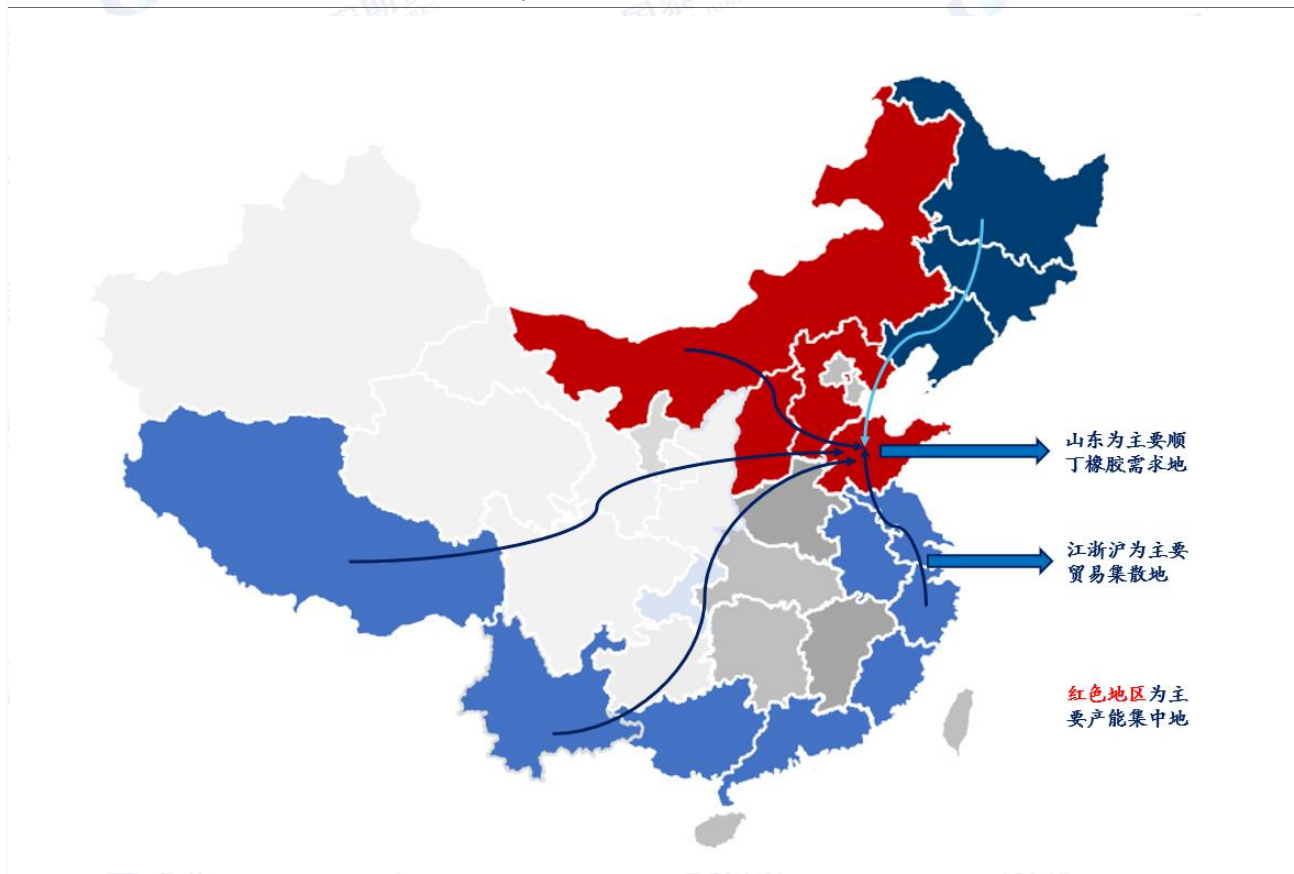 山东为主要顺
丁橡胶需求地
江浙沪为主要
贸易集散地
红色地区为主
要产能集中地